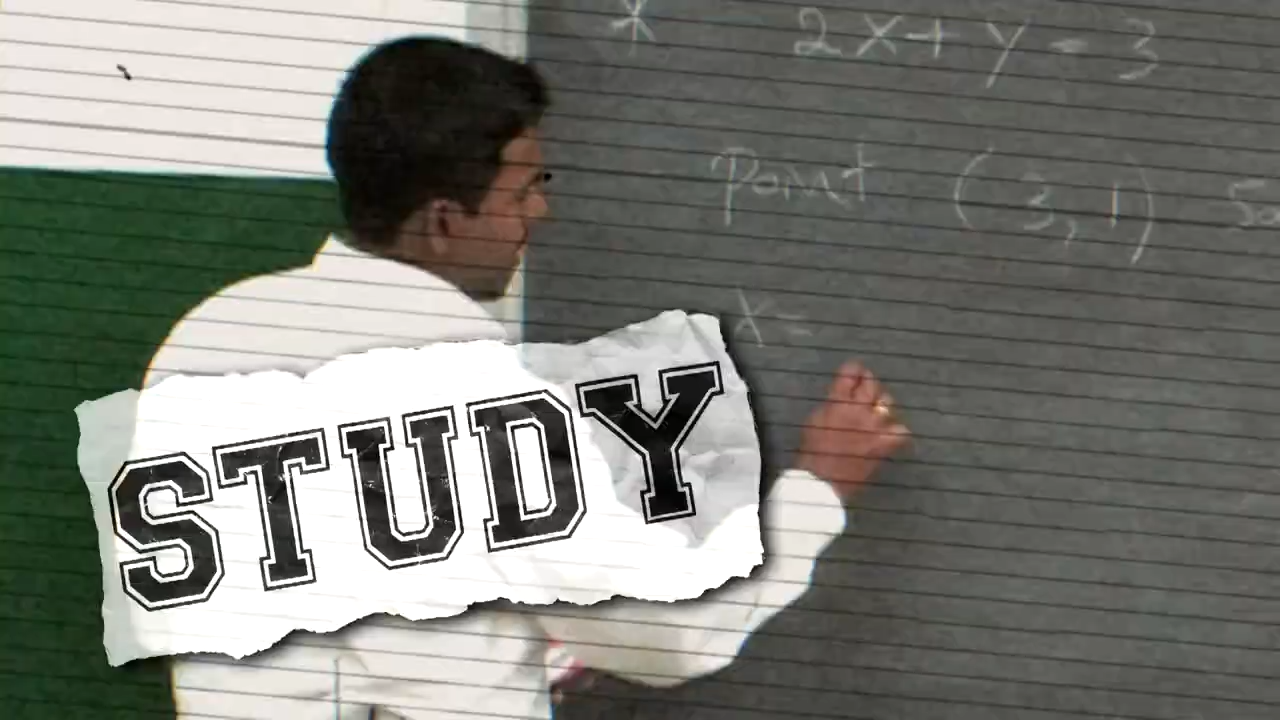 * 2x + y = 3
Point (3, 1)
x =
STUDY